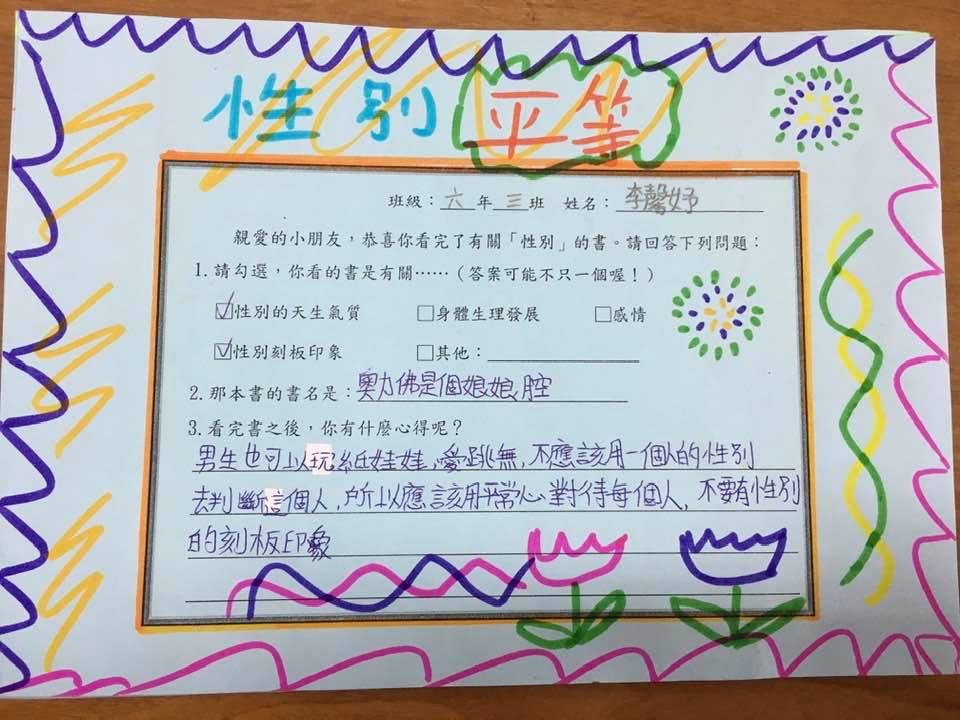 性別平等
班級：六年三班 姓名：李馨妤
親愛的小朋友，恭喜你看完了有關「性別」的書。請回答下列問題：
1.請勾選，你看的書是有關……（答案可能不只一個喔！）
☑性別的天生氣質 □身體生理發展 □感情
☑性別刻板印象 □其他：
2.那本書的書名是：奧力佛是個娘娘腔
3.看完書之後，你有什麼心得呢？
男生也可以玩紙娃娃、愛跳無，不應該用一個人的性別
去判斷這個人，所以應該用平常心對待每個人，不要有性別
的刻板印象